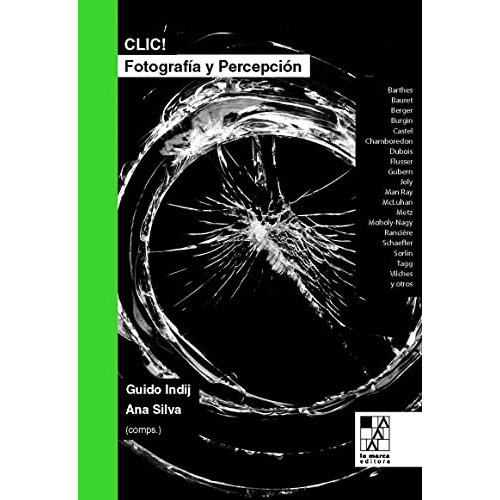 CLIC!
Fotografía y Percepción
Barthes
Bauret
Berger
Burgin
Castel
Chamboredon
Dubois
Flusser
Gubern
Joly
Man Ray
McLuhan
Metz
Moholy-Nagy
Rancière
Schaeffer
Sorlin
Tagg
Vilches
y otros
Guido Indij
Ana Silva
(comps.)
la marca
editora